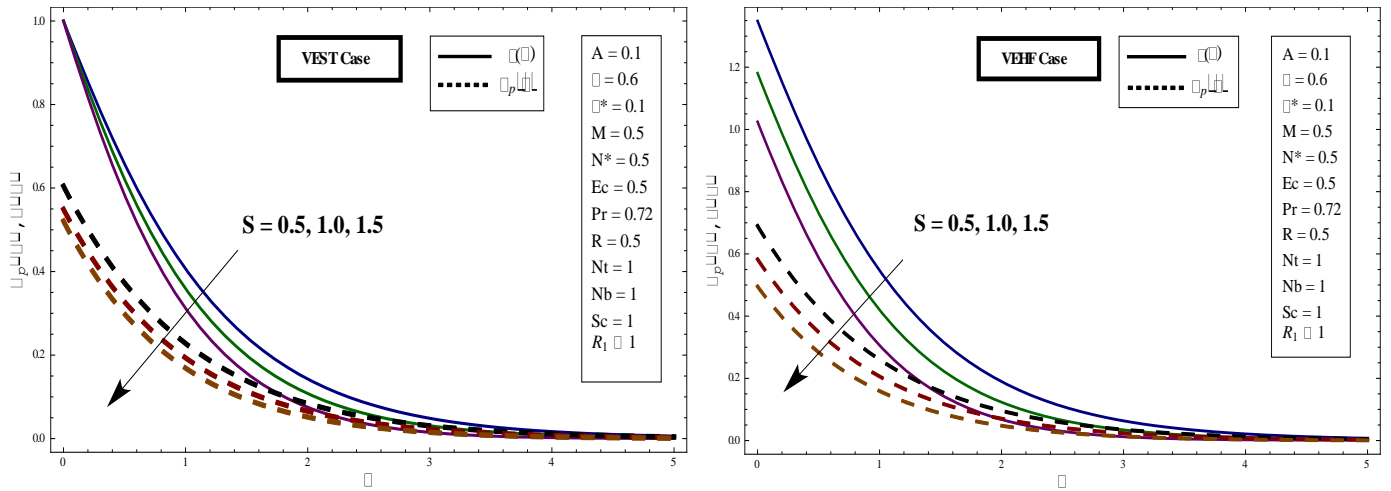 VEST Case
A = 0.1
= 0.6
* = 0.1
M = 0.5
N* = 0.5
Ec = 0.5
Pr = 0.72
R = 0.5
Nt = 1
Nb = 1
Sc = 1
R₁ 1
S = 0.5, 1.0, 1.5
1.0
0.8
0.6
0.4
0.2
0.0
0 1 2 3 4 5
VEHF Case
A = 0.1
= 0.6
* = 0.1
M = 0.5
N* = 0.5
Ec = 0.5
Pr = 0.72
R = 0.5
Nt = 1
Nb = 1
Sc = 1
R₁ 1
S = 0.5, 1.0, 1.5
1.2
1.0
0.8
0.6
0.4
0.2
0.0
0 1 2 3 4 5